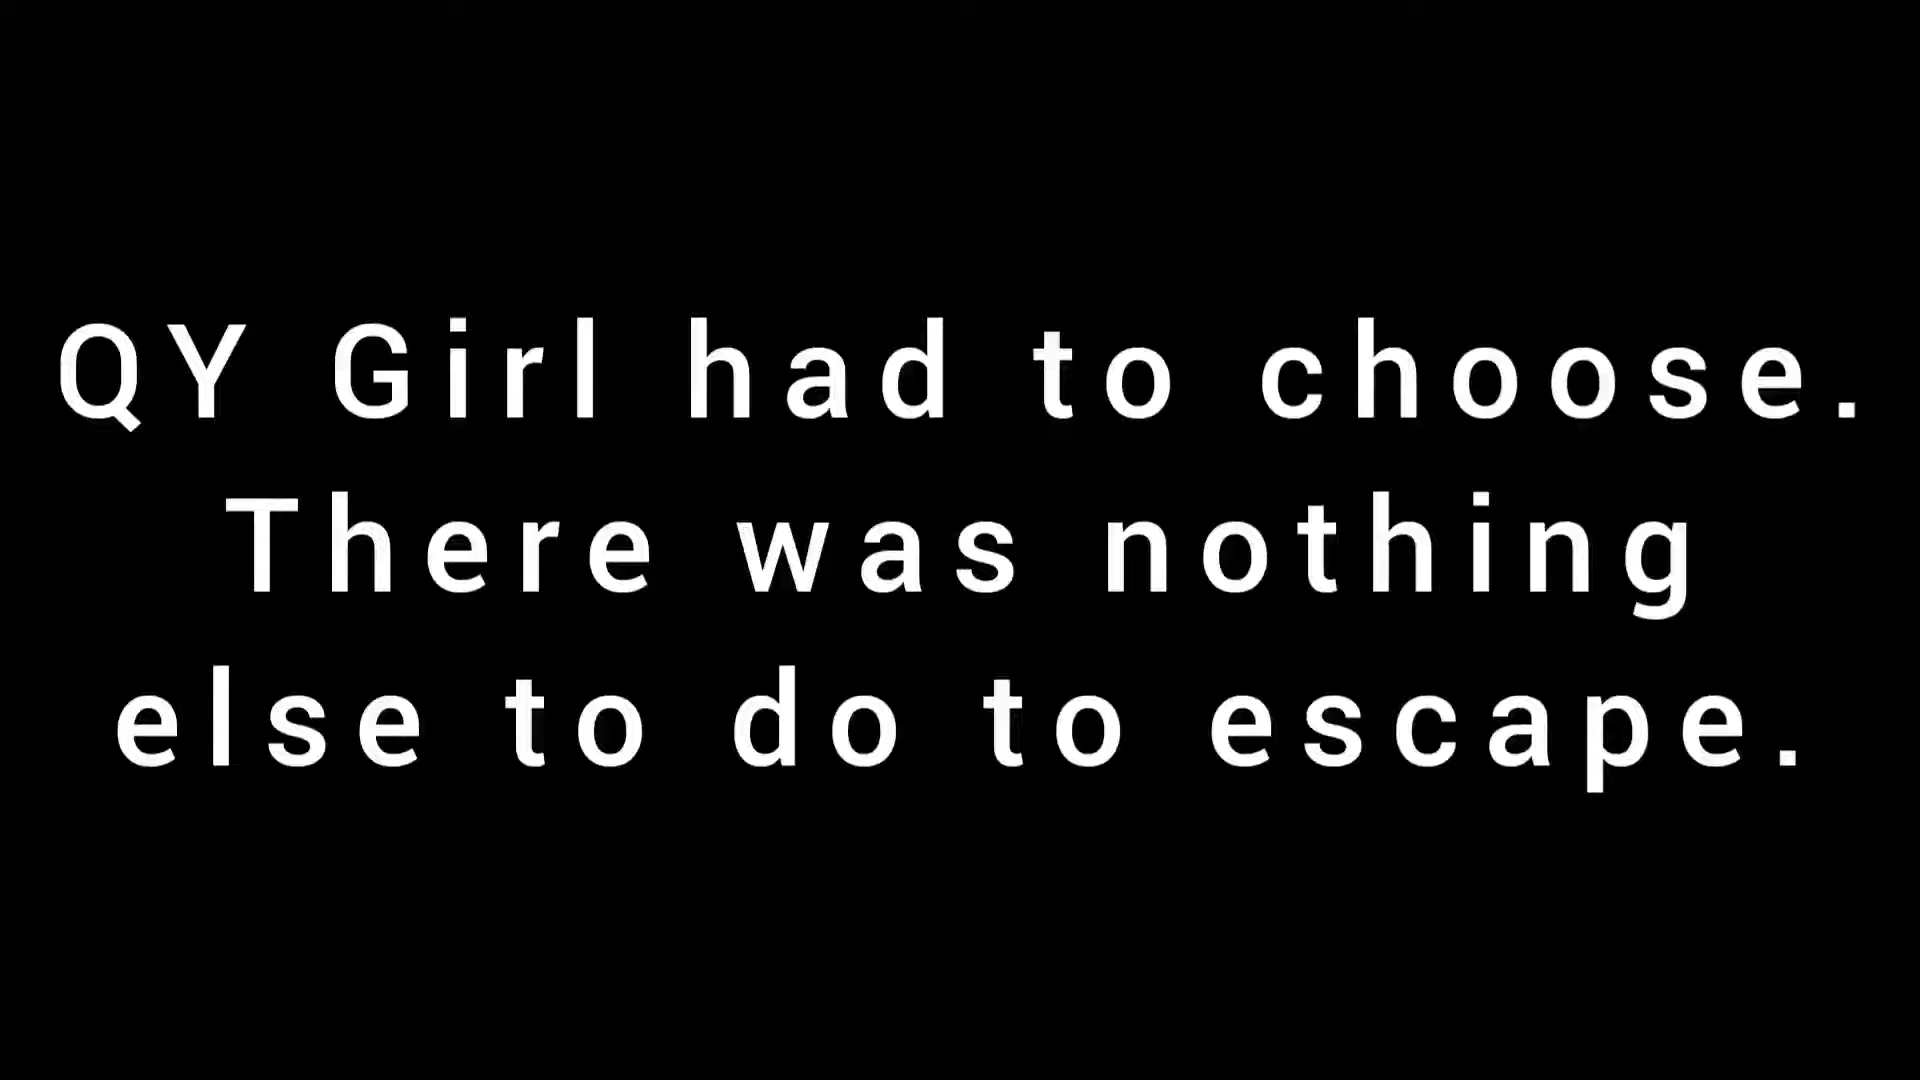 QY Girl had to choose.
There was nothing
else to do to escape.